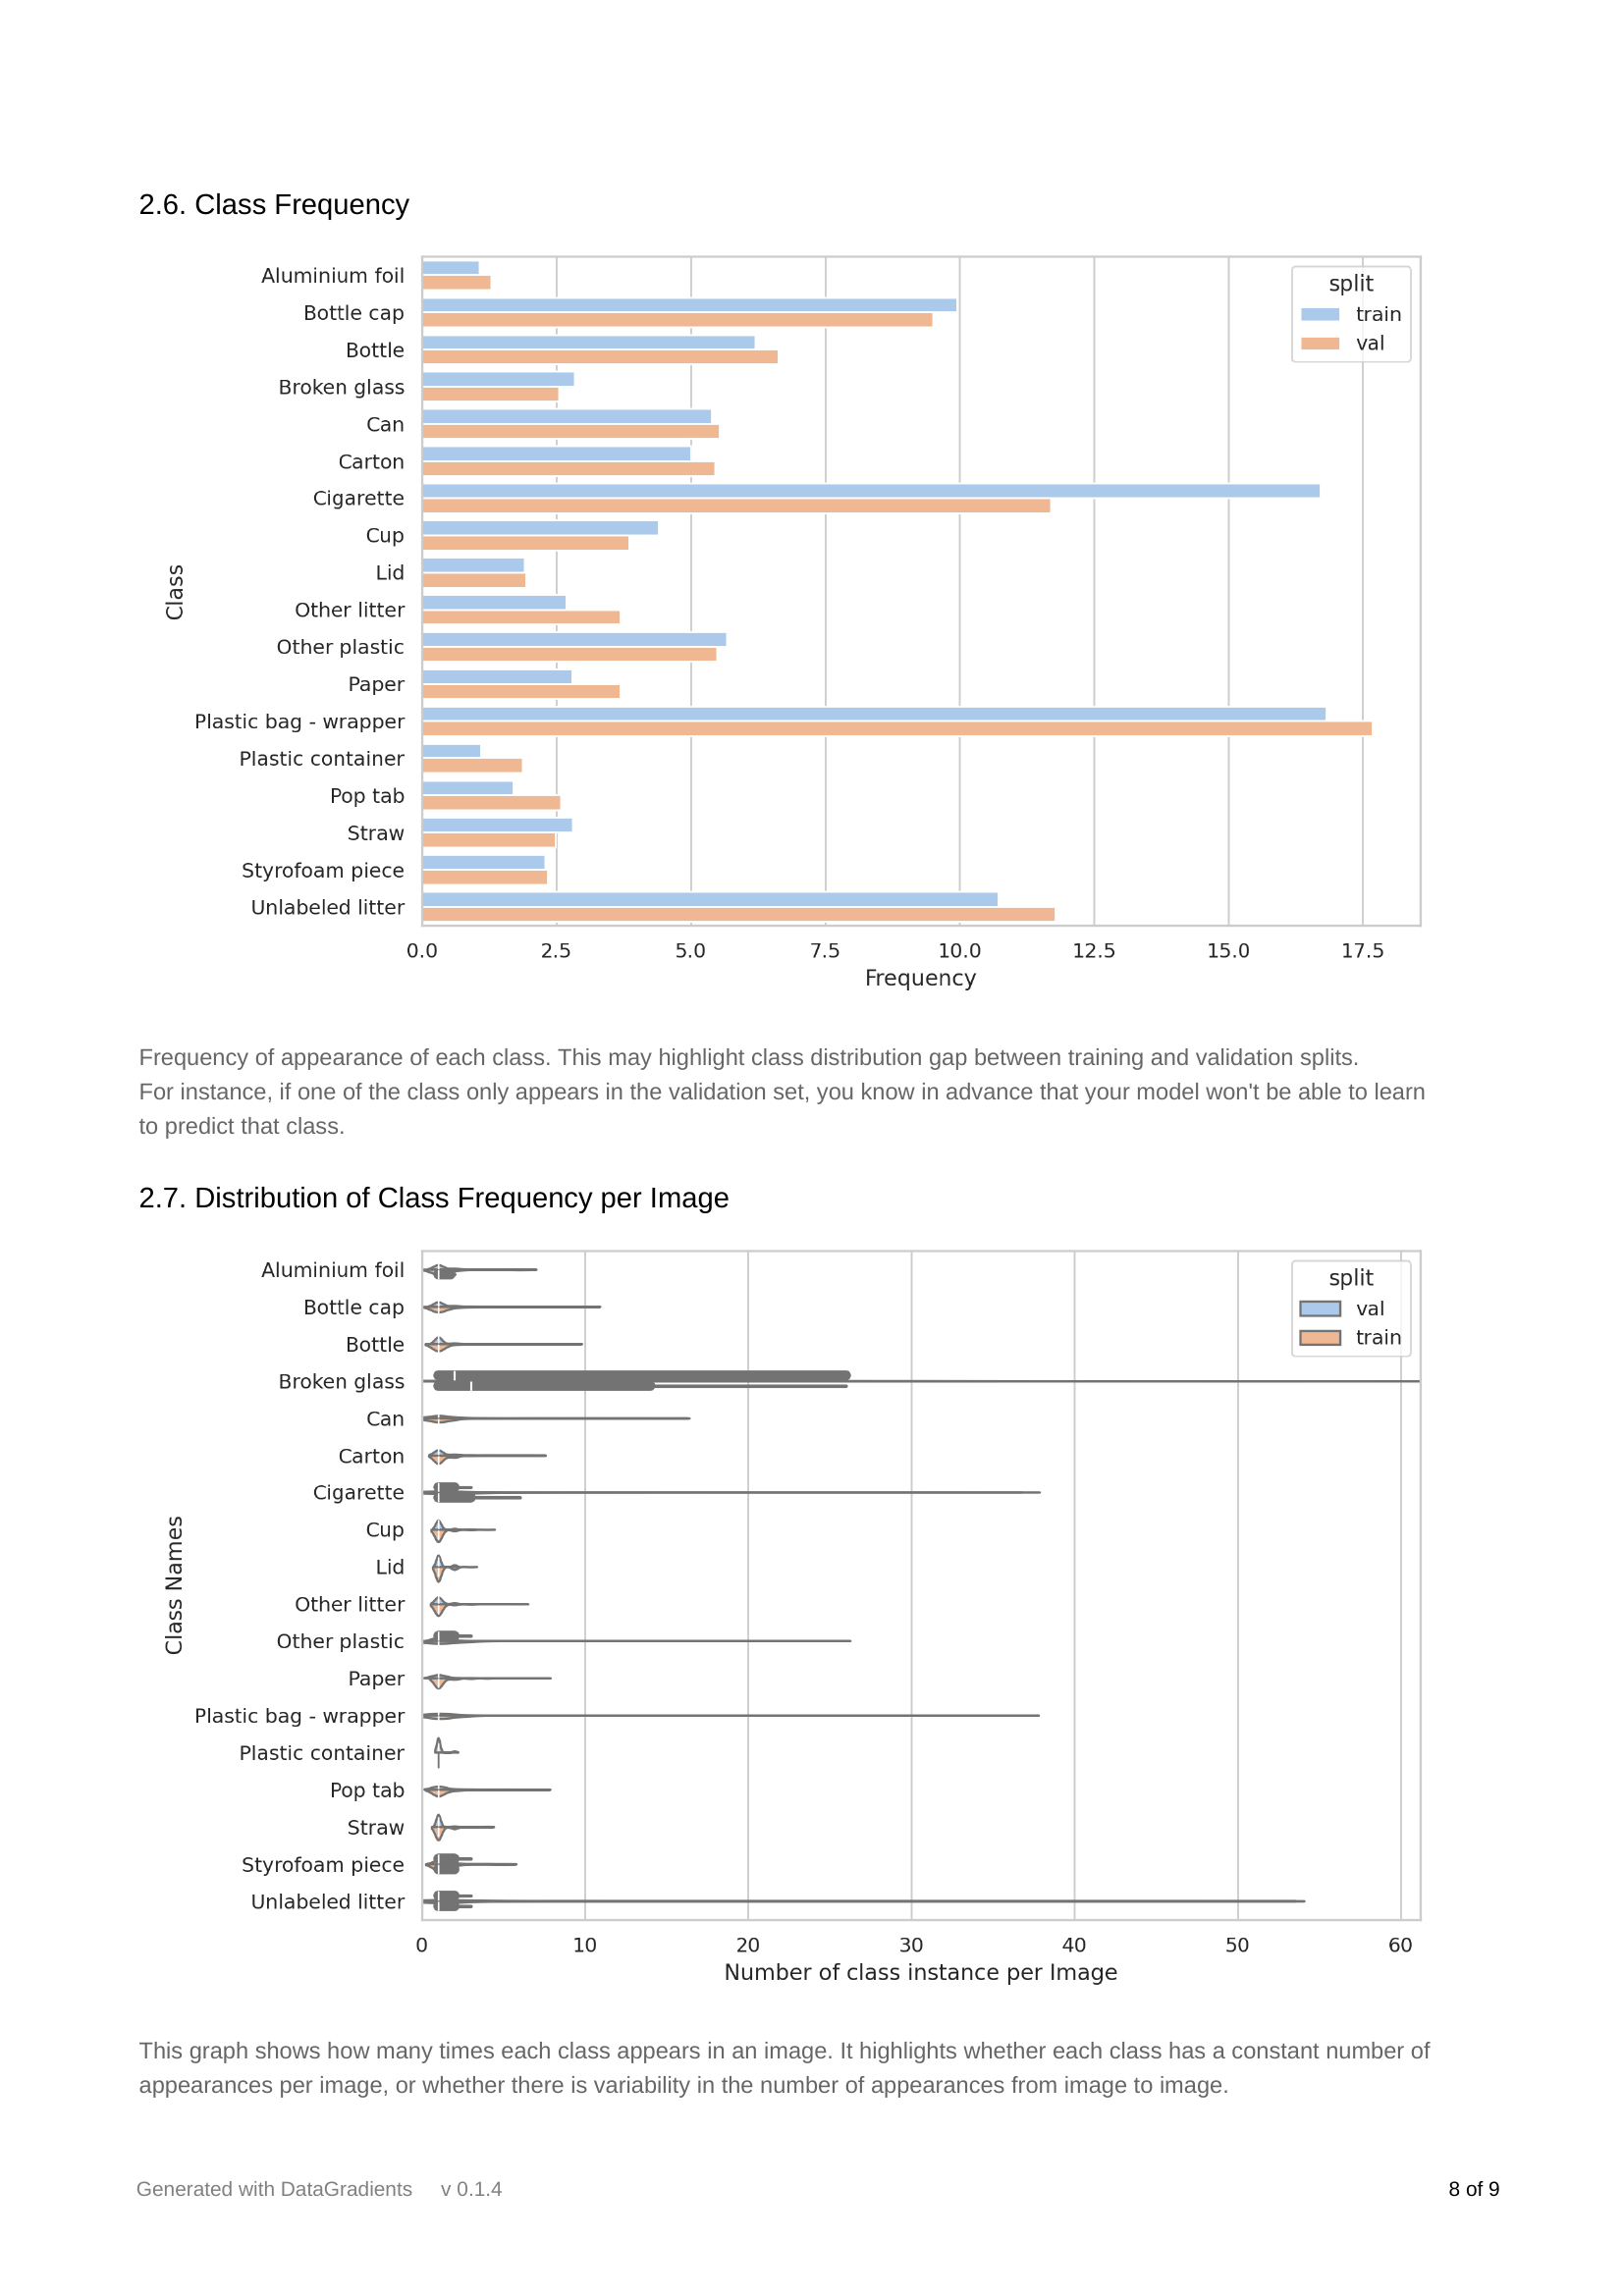 2.6. Class Frequency
Aluminium foil
Bottle cap
Bottle
Broken glass
Can
Carton
Cigarette
Cup
Lid
Other litter
Other plastic
Paper
Plastic bag - wrapper
Plastic container
Pop tab
Straw
Styrofoam piece
Unlabeled litter
Class
split
train
val
0.0 2.5 5.0 7.5 10.0 12.5 15.0 17.5
Frequency
Frequency of appearance of each class. This may highlight class distribution gap between training and validation splits.
For instance, if one of the class only appears in the validation set, you know in advance that your model won't be able to learn
to predict that class.
2.7. Distribution of Class Frequency per Image
Aluminium foil
Bottle cap
Bottle
Broken glass
Can
Carton
Cigarette
Cup
Lid
Other litter
Other plastic
Paper
Plastic bag - wrapper
Plastic container
Pop tab
Straw
Styrofoam piece
Unlabeled litter
Class Names
split
val
train
0 10 20 30 40 50 60
Number of class instance per Image
This graph shows how many times each class appears in an image. It highlights whether each class has a constant number of
appearances per image, or whether there is variability in the number of appearances from image to image.
Generated with DataGradients v 0.1.4
8 of 9